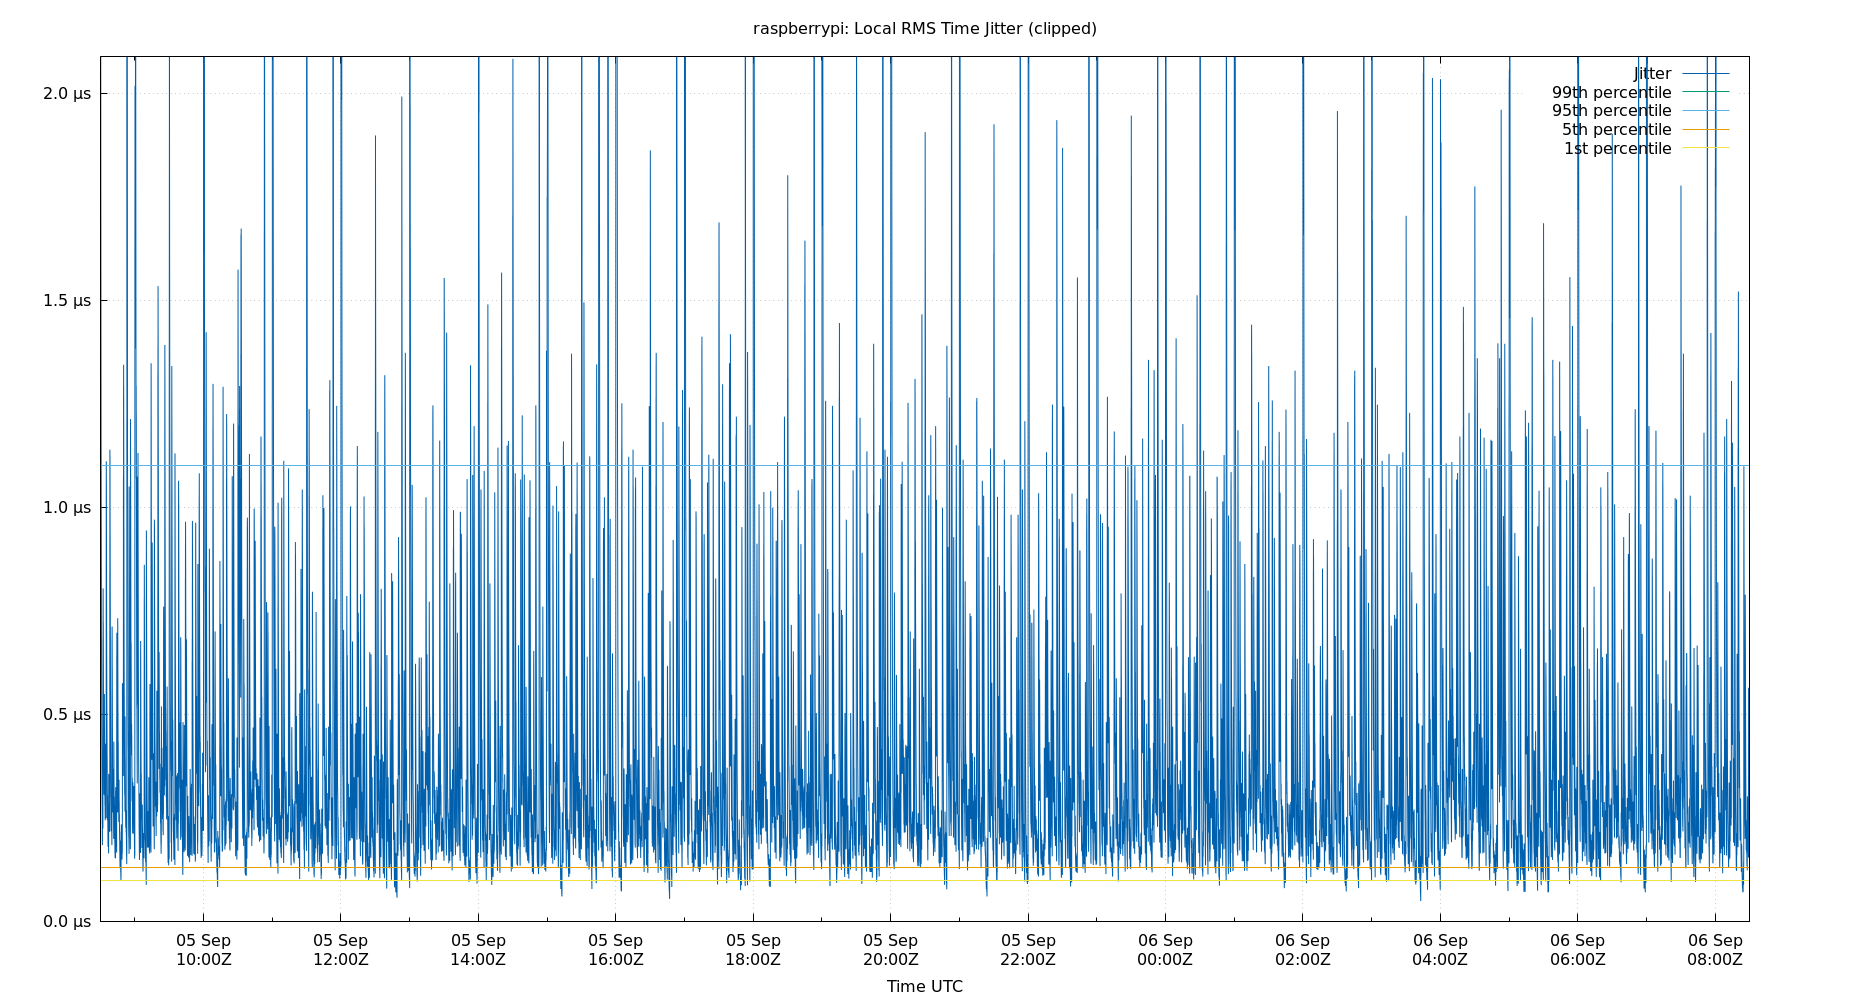 raspberrypi: Local RMS Time Jitter (clipped)
Jitter
99th percentile
95th percentile
5th percentile
1st percentile
2.0 µs
1.5 µs
1.0 µs
0.5 µs
0.0 µs
05 Sep 05 Sep 05 Sep 05 Sep 05 Sep 05 Sep 05 Sep 06 Sep 06 Sep 06 Sep 06 Sep 06 Sep
10:00Z 12:00Z 14:00Z 16:00Z 18:00Z 20:00Z 22:00Z 00:00Z 02:00Z 04:00Z 06:00Z 08:00Z
Time UTC